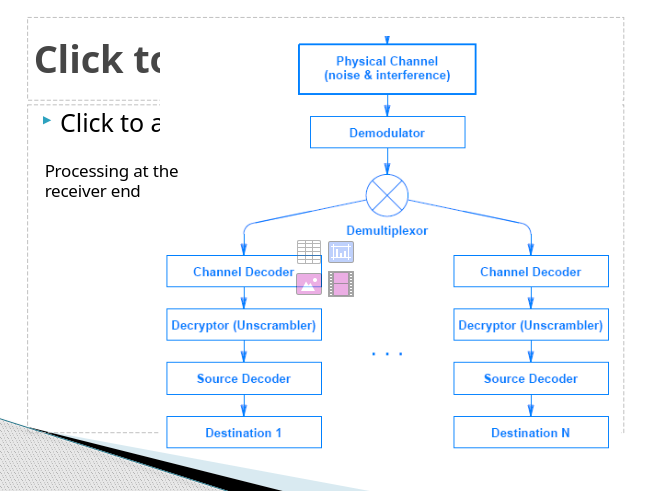 Click to
Click to a
Processing at the
receiver end
Physical Channel
(noise & interference)
Demodulator
Demultiplexor
Channel Decoder
Channel Decoder
Decryptor (Unscrambler)
Decryptor (Unscrambler)
. . .
Source Decoder
Source Decoder
Destination 1
Destination N